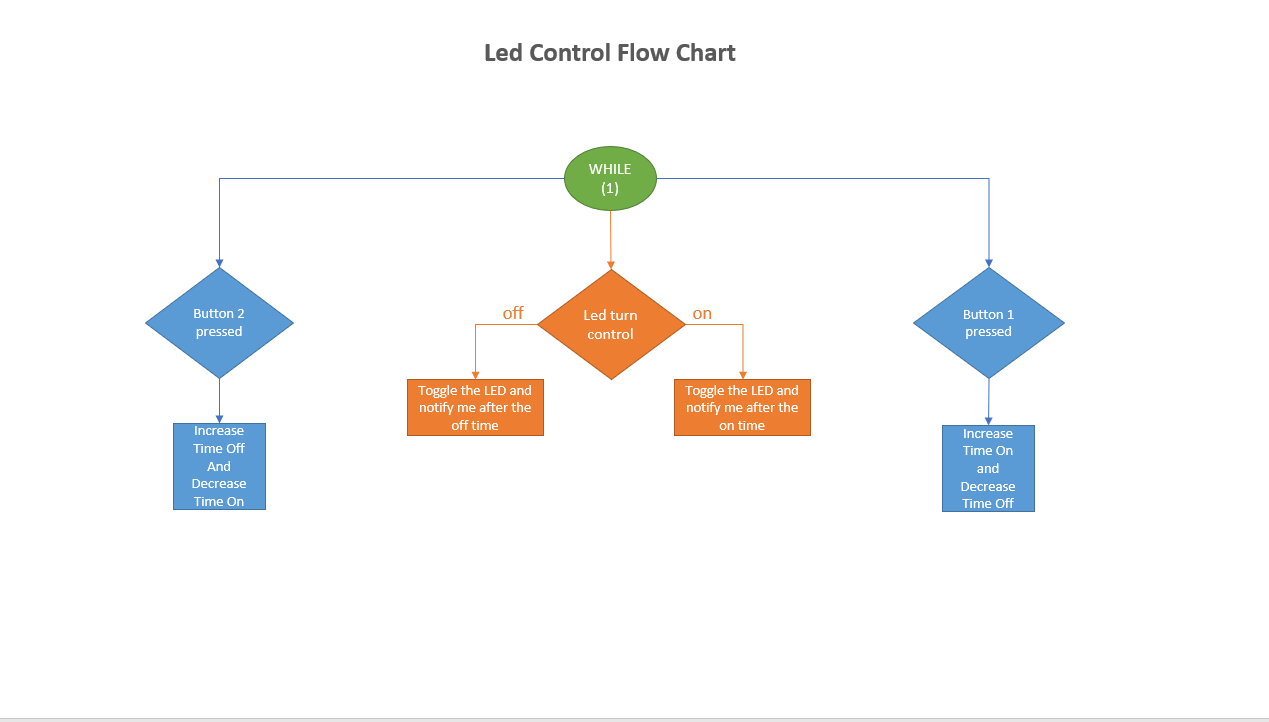 Led Control Flow Chart
WHILE
(1)
Button 2
pressed
off
Led turn
control
on
Button 1
pressed
Toggle the LED and
notify me after the
off time
Toggle the LED and
notify me after the
on time
Increase
Time Off
And
Decrease
Time On
Increase
Time On
and
Decrease
Time Off